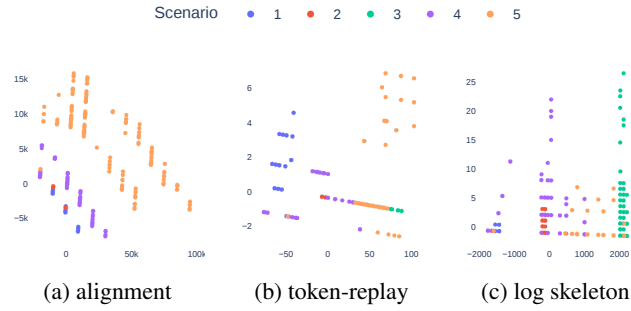 Scenario 1 2 3 4 5
15k 10k 5k 0 −5k
0 50k 100k
6 4 2 0 −2
−50 0 50 100
25 20 15 10 5 0
−2000 −1000 0 1000 2000
(a) alignment (b) token-replay (c) log skeleton